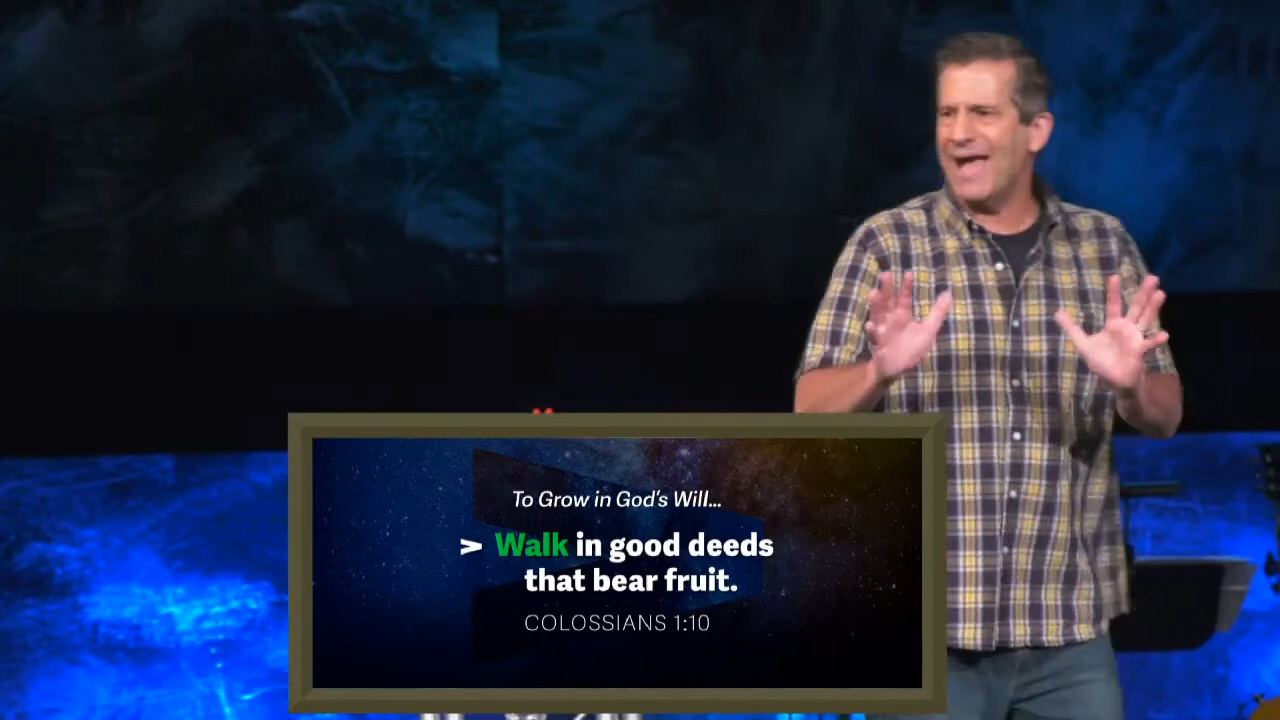 To Grow in God's Will...
> Walk in good deeds
that bear fruit.
COLOSSIANS 1:10